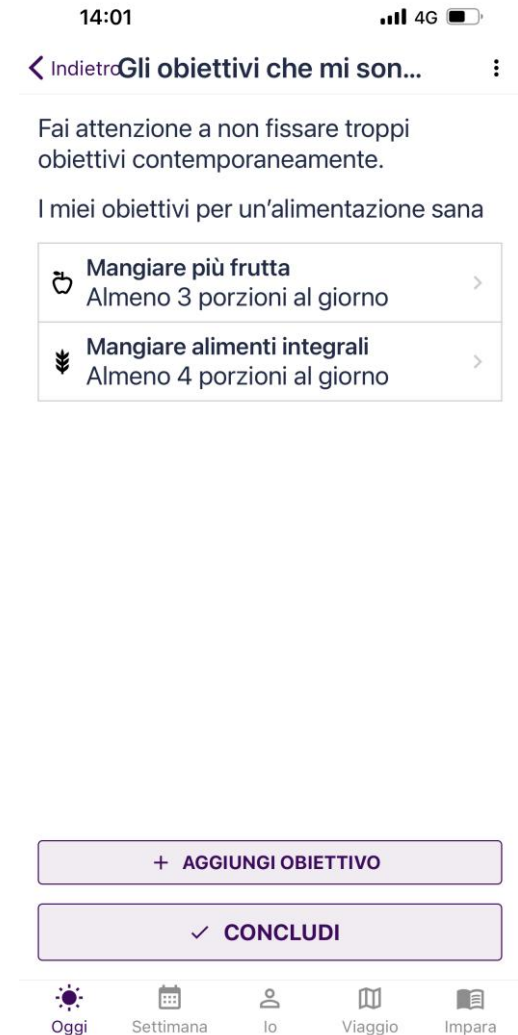 14:01
4G
Indietro
Gli obiettivi che mi son...
Fai attenzione a non fissare troppi
obiettivi contemporaneamente.
I miei obiettivi per un'alimentazione sana
Mangiare più frutta
Almeno 3 porzioni al giorno
Mangiare alimenti integrali
Almeno 4 porzioni al giorno
+ AGGIUNGI OBIETTIVO
CONCLUDI
Oggi Settimana Io Viaggio Impara